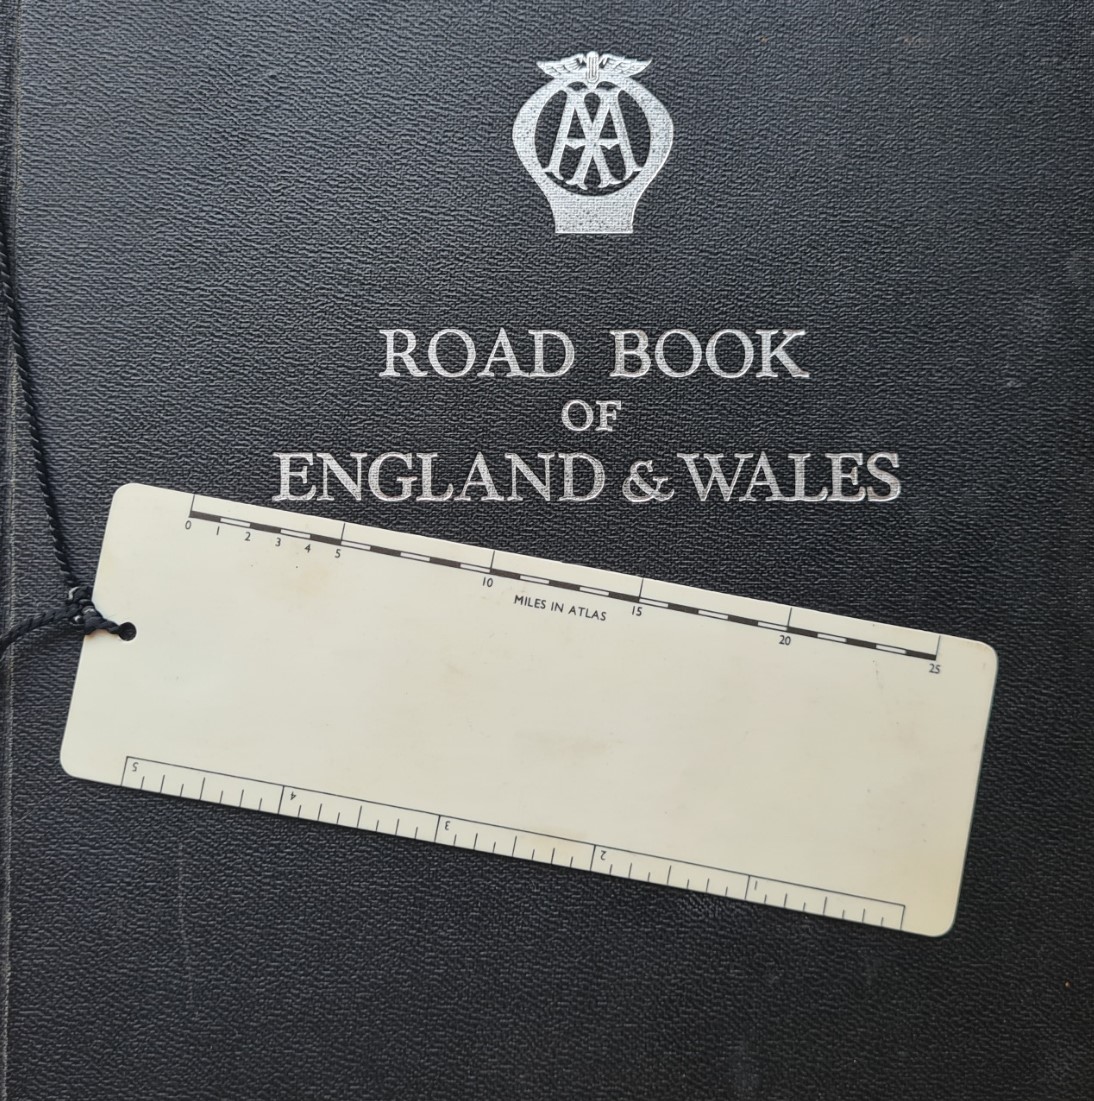 AA
ROAD BOOK
OF
ENGLAND & WALES
0 1 2 3 4 5 10 15 20 25
MILES IN ATLAS
5 4 3 2 1